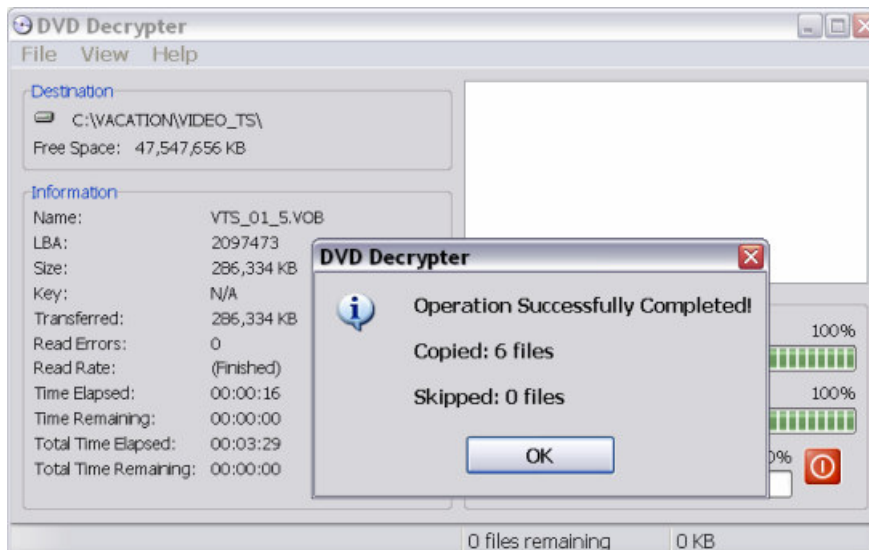 DVD Decrypter
File View Help
Destination
C:\VACATION\VIDEO_TS\
Free Space: 47,547,656 KB
Information
Name: VTS_01_5.VOB
LBA: 2097473
Size: 286,334 KB
Key: N/A
Transferred: 286,334 KB
Read Errors: 0
Read Rate: (Finished)
Time Elapsed: 00:00:16
Time Remaining: 00:00:00
Total Time Elapsed: 00:03:29
Total Time Remaining: 00:00:00
DVD Decrypter
Operation Successfully Completed!
Copied: 6 files
Skipped: 0 files
OK
100%
100%
0 files remaining 0 KB